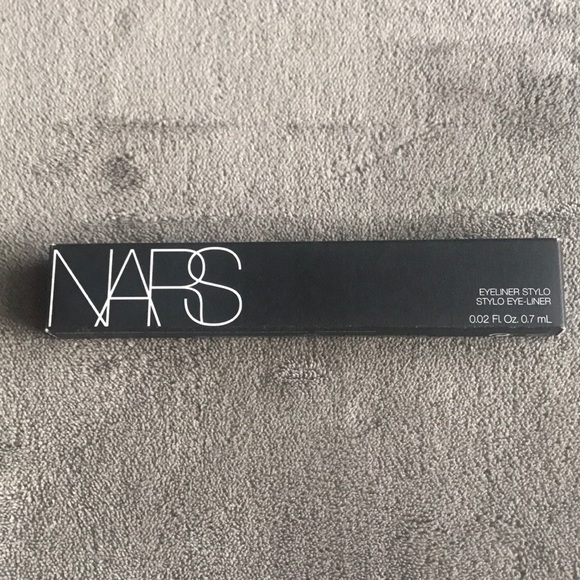 NARS
EYELINER STYLO
STYLO EYE-LINER
0.02 Fl. Oz. 0.7 mL